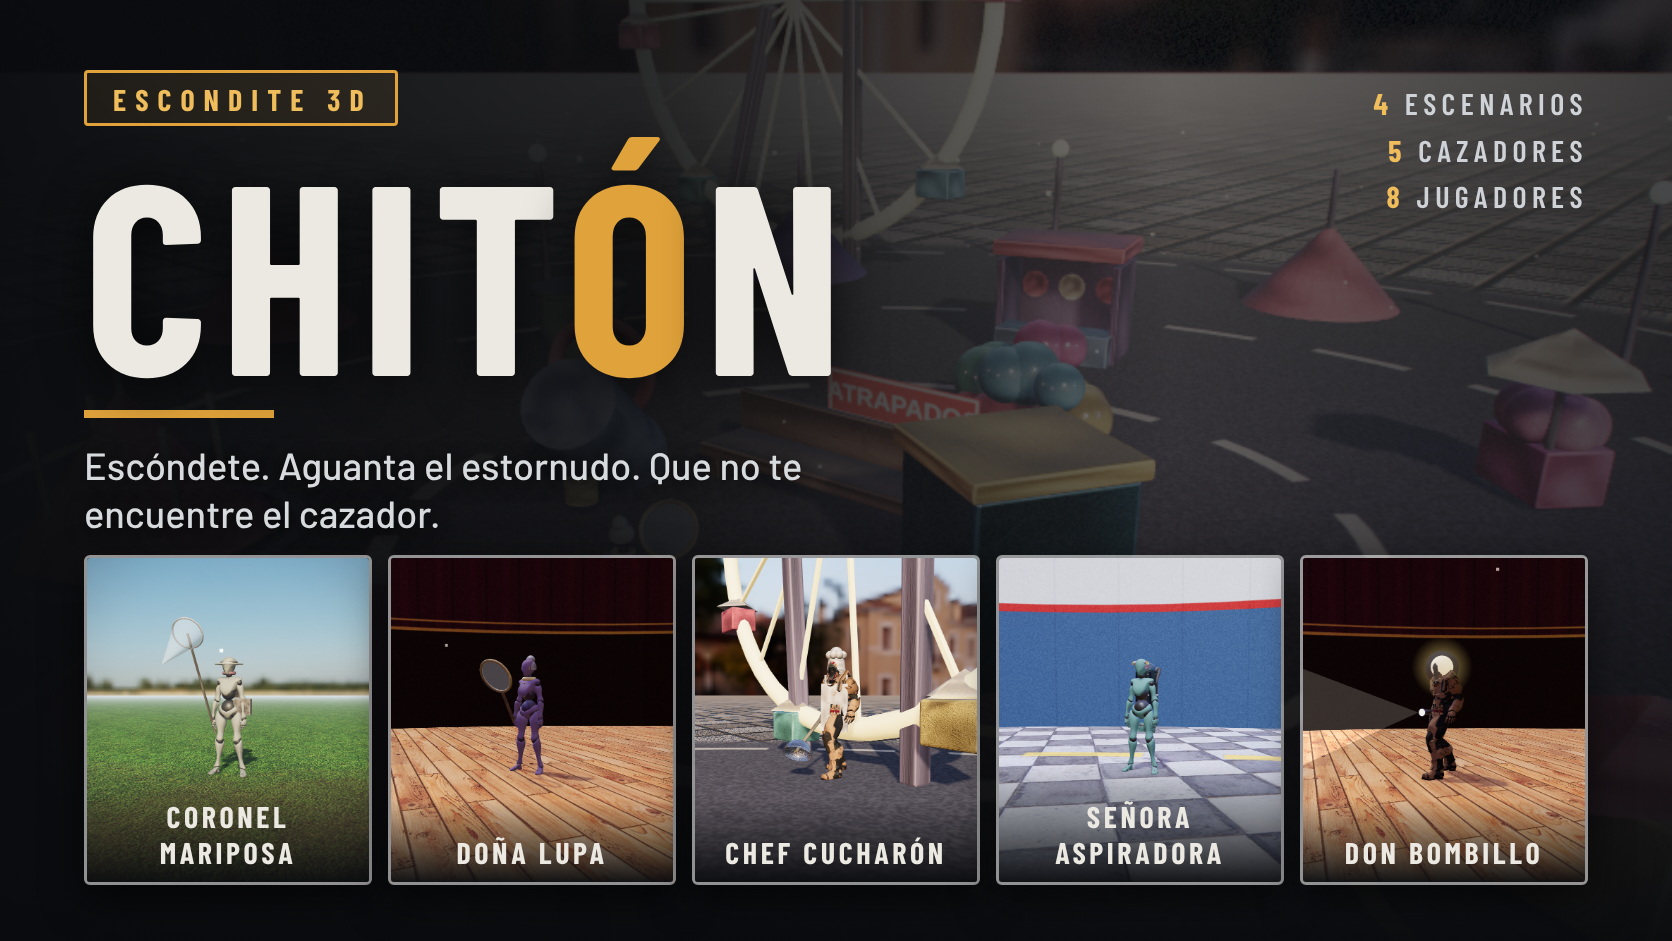 ESCONDITE 3D
4 ESCENARIOS
5 CAZADORES
8 JUGADORES
CHITÓN
ATRAPADO
Escóndete. Aguanta el estornudo. Que no te
encuentre el cazador.
CORONEL
MARIPOSA
DOÑA LUPA
CHEF CUCHARÓN
SEÑORA
ASPIRADORA
DON BOMBILLO